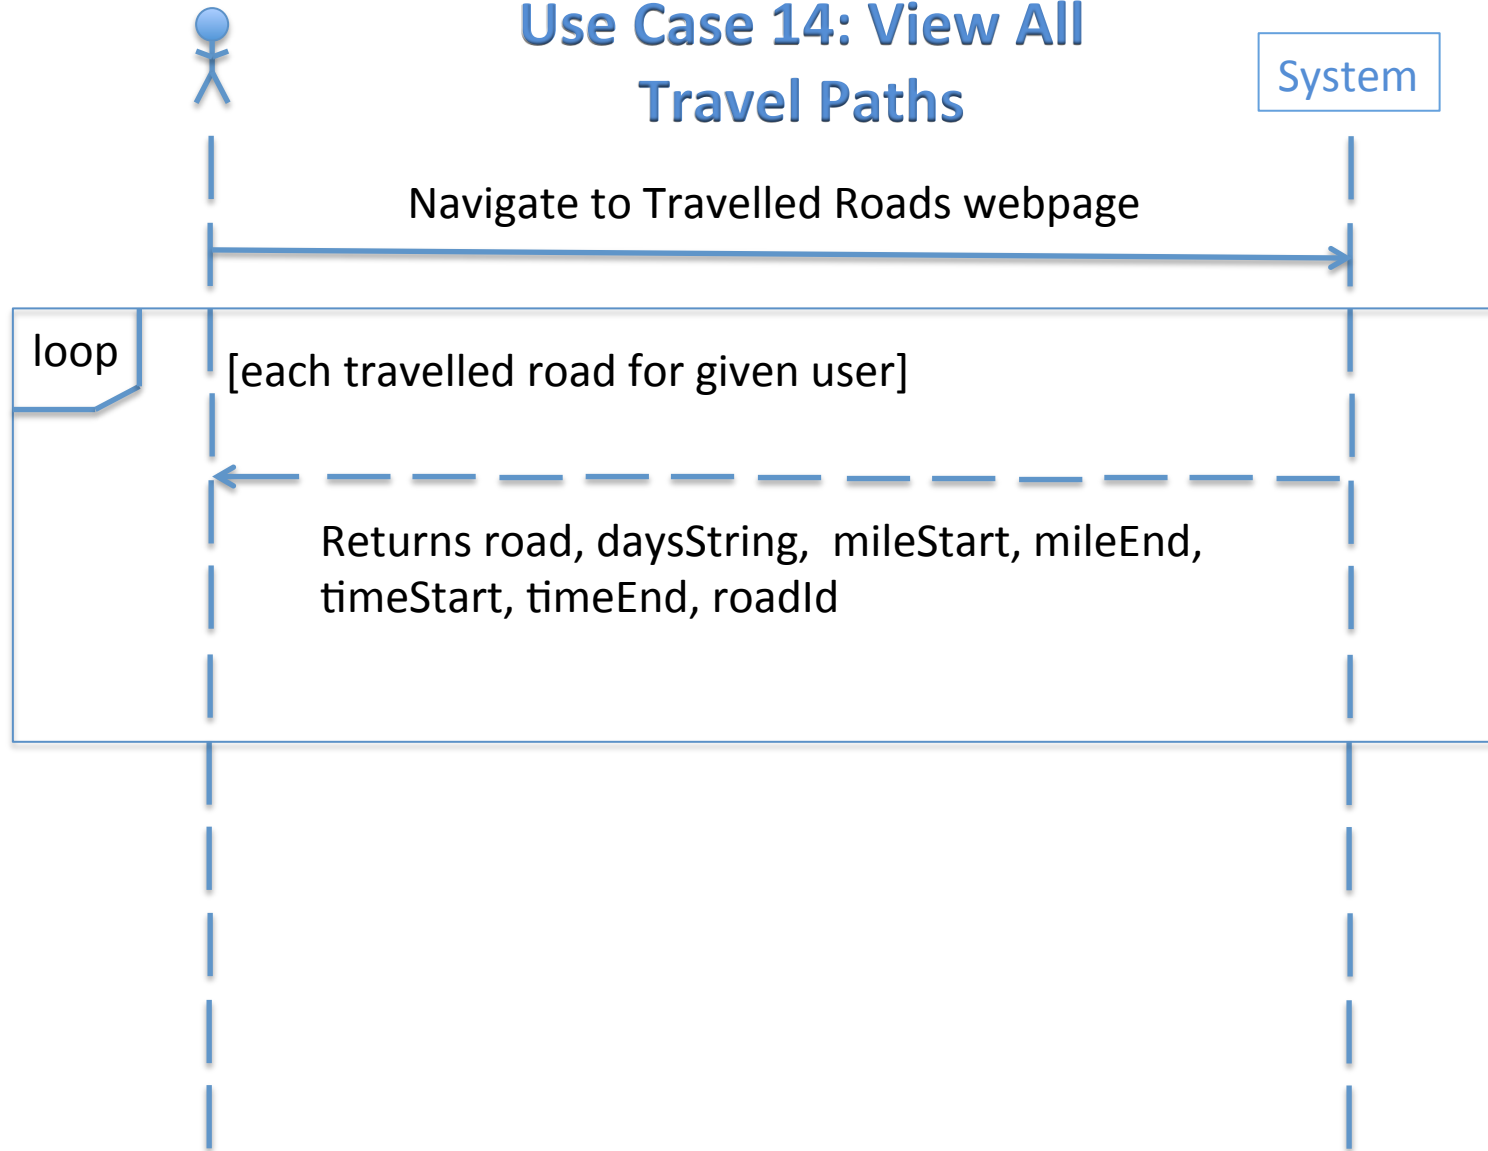 Use Case 14: View All
Travel Paths
System
Navigate to Travelled Roads webpage
loop
[each travelled road for given user]
Returns road, daysString,  mileStart, mileEnd,
timeStart, timeEnd, roadId